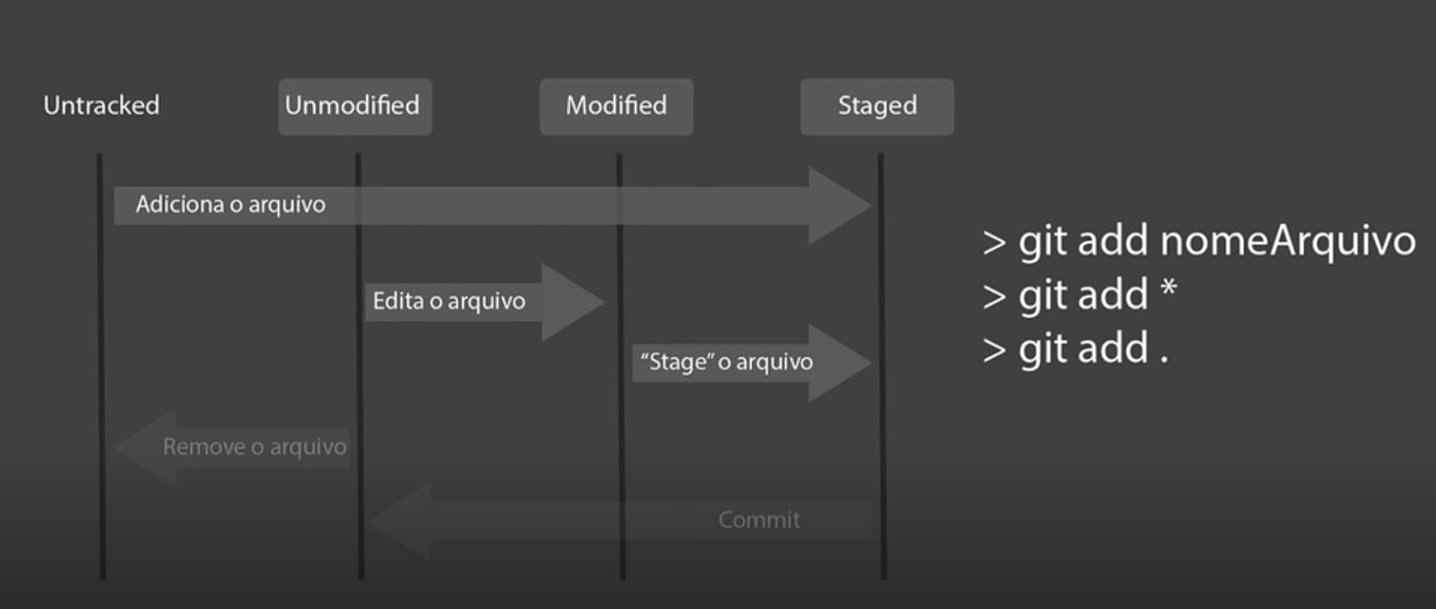 Untracked
Unmodified
Modified
Staged
Adiciona o arquivo
Edita o arquivo
“Stage” o arquivo
Remove o arquivo
Commit
> git add nomeArquivo
> git add *
> git add .